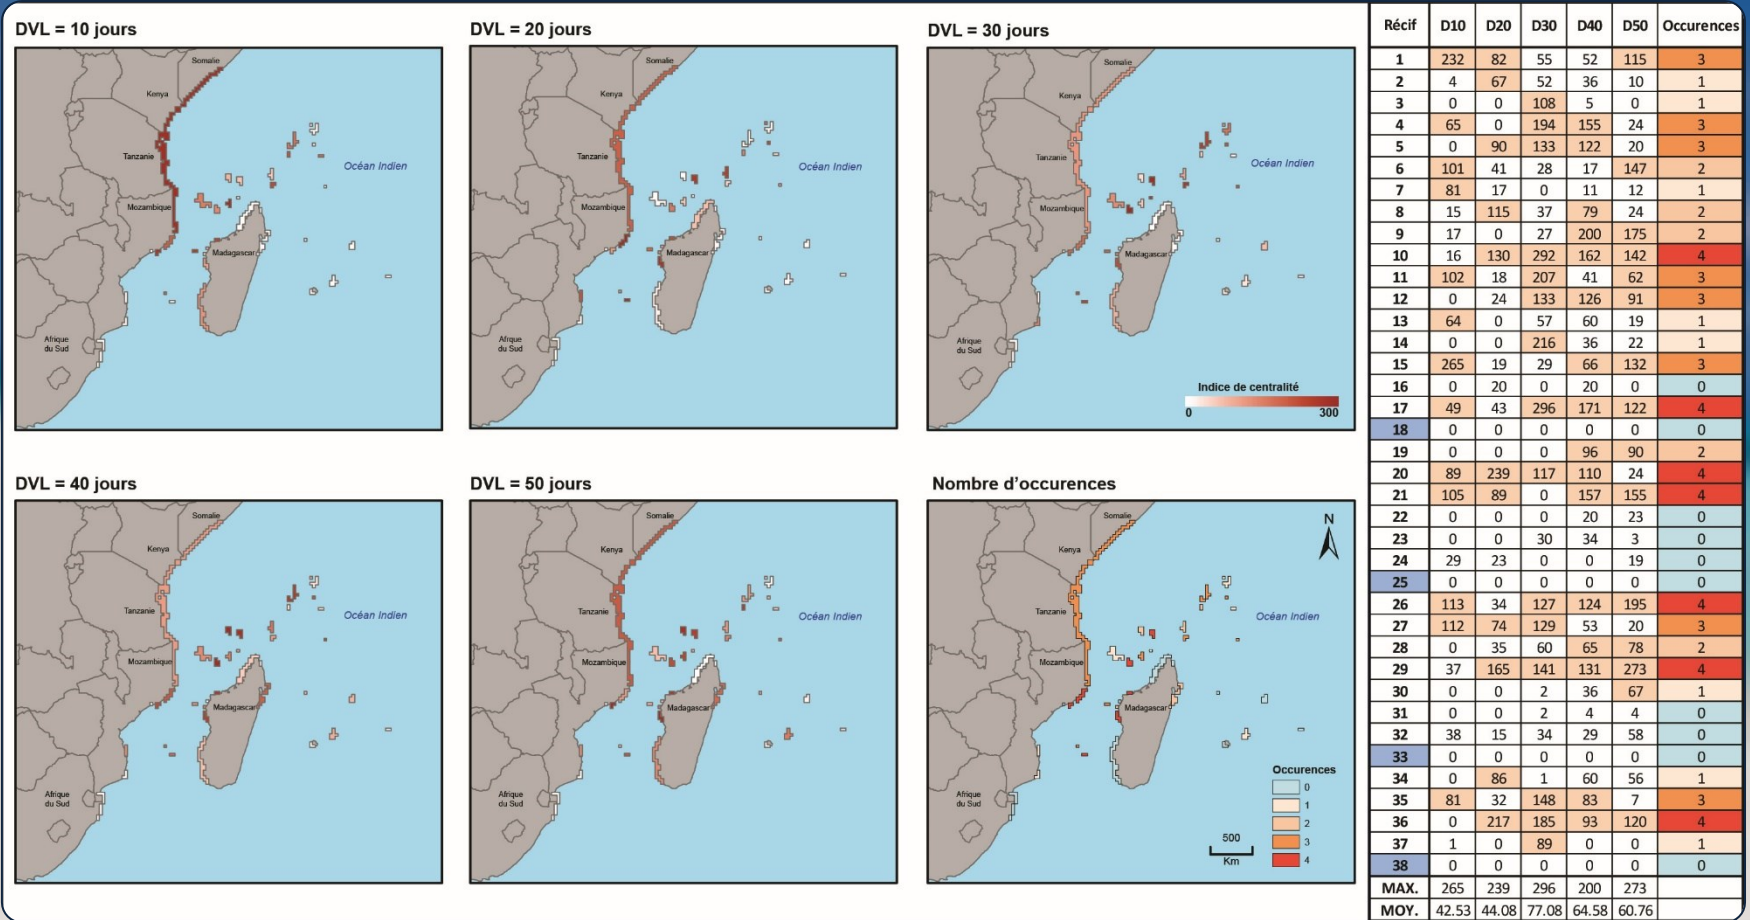 DVL = 10 jours
Somalie
Kenya
Tanzanie
Océan Indien
Mozambique
Madagascar
Afrique
du Sud
DVL = 20 jours
Somalie
Kenya
Tanzanie
Océan Indien
Mozambique
Madagascar
Afrique
du Sud
DVL = 30 jours
Somalie
Kenya
Tanzanie
Océan Indien
Mozambique
Madagascar
Afrique
du Sud
Indice de centralité
0 300
DVL = 40 jours
Somalie
Kenya
Tanzanie
Océan Indien
Mozambique
Madagascar
Afrique
du Sud
DVL = 50 jours
Somalie
Kenya
Tanzanie
Océan Indien
Mozambique
Madagascar
Afrique
du Sud
Nombre d'occurences
N
Somalie
Kenya
Tanzanie
Océan Indien
Mozambique
Madagascar
Afrique
du Sud
500
Km
Occurences
0
1
2
3
4
Récif D10 D20 D30 D40 D50 Occurences
1 232 82 55 52 115 3
2 4 67 52 36 10 1
3 0 0 108 5 0 1
4 65 0 194 155 24 3
5 0 90 133 122 20 3
6 101 41 28 17 147 2
7 81 17 0 11 12 1
8 15 115 37 79 24 2
9 17 0 27 200 175 2
10 16 130 292 162 142 4
11 102 18 207 41 62 3
12 0 24 133 126 91 3
13 64 0 57 60 19 1
14 0 0 216 36 22 1
15 265 19 29 66 132 3
16 0 20 0 20 0 0
17 49 43 296 171 122 4
18 0 0 0 0 0 0
19 0 0 0 96 90 2
20 89 239 117 110 24 4
21 105 89 0 157 155 4
22 0 0 0 20 23 0
23 0 0 30 34 3 0
24 29 23 0 0 19 0
25 0 0 0 0 0 0
26 113 34 127 124 195 4
27 112 74 129 53 20 3
28 0 35 60 65 78 2
29 37 165 141 131 273 4
30 0 0 2 36 67 1
31 0 0 2 4 4 0
32 38 15 34 29 58 0
33 0 0 0 0 0 0
34 0 86 1 60 56 1
35 81 32 148 83 7 3
36 0 217 185 93 120 4
37 1 0 89 0 0 1
38 0 0 0 0 0 0
MAX. 265 239 296 200 273
MOY. 42.53 44.08 77.08 64.58 60.76